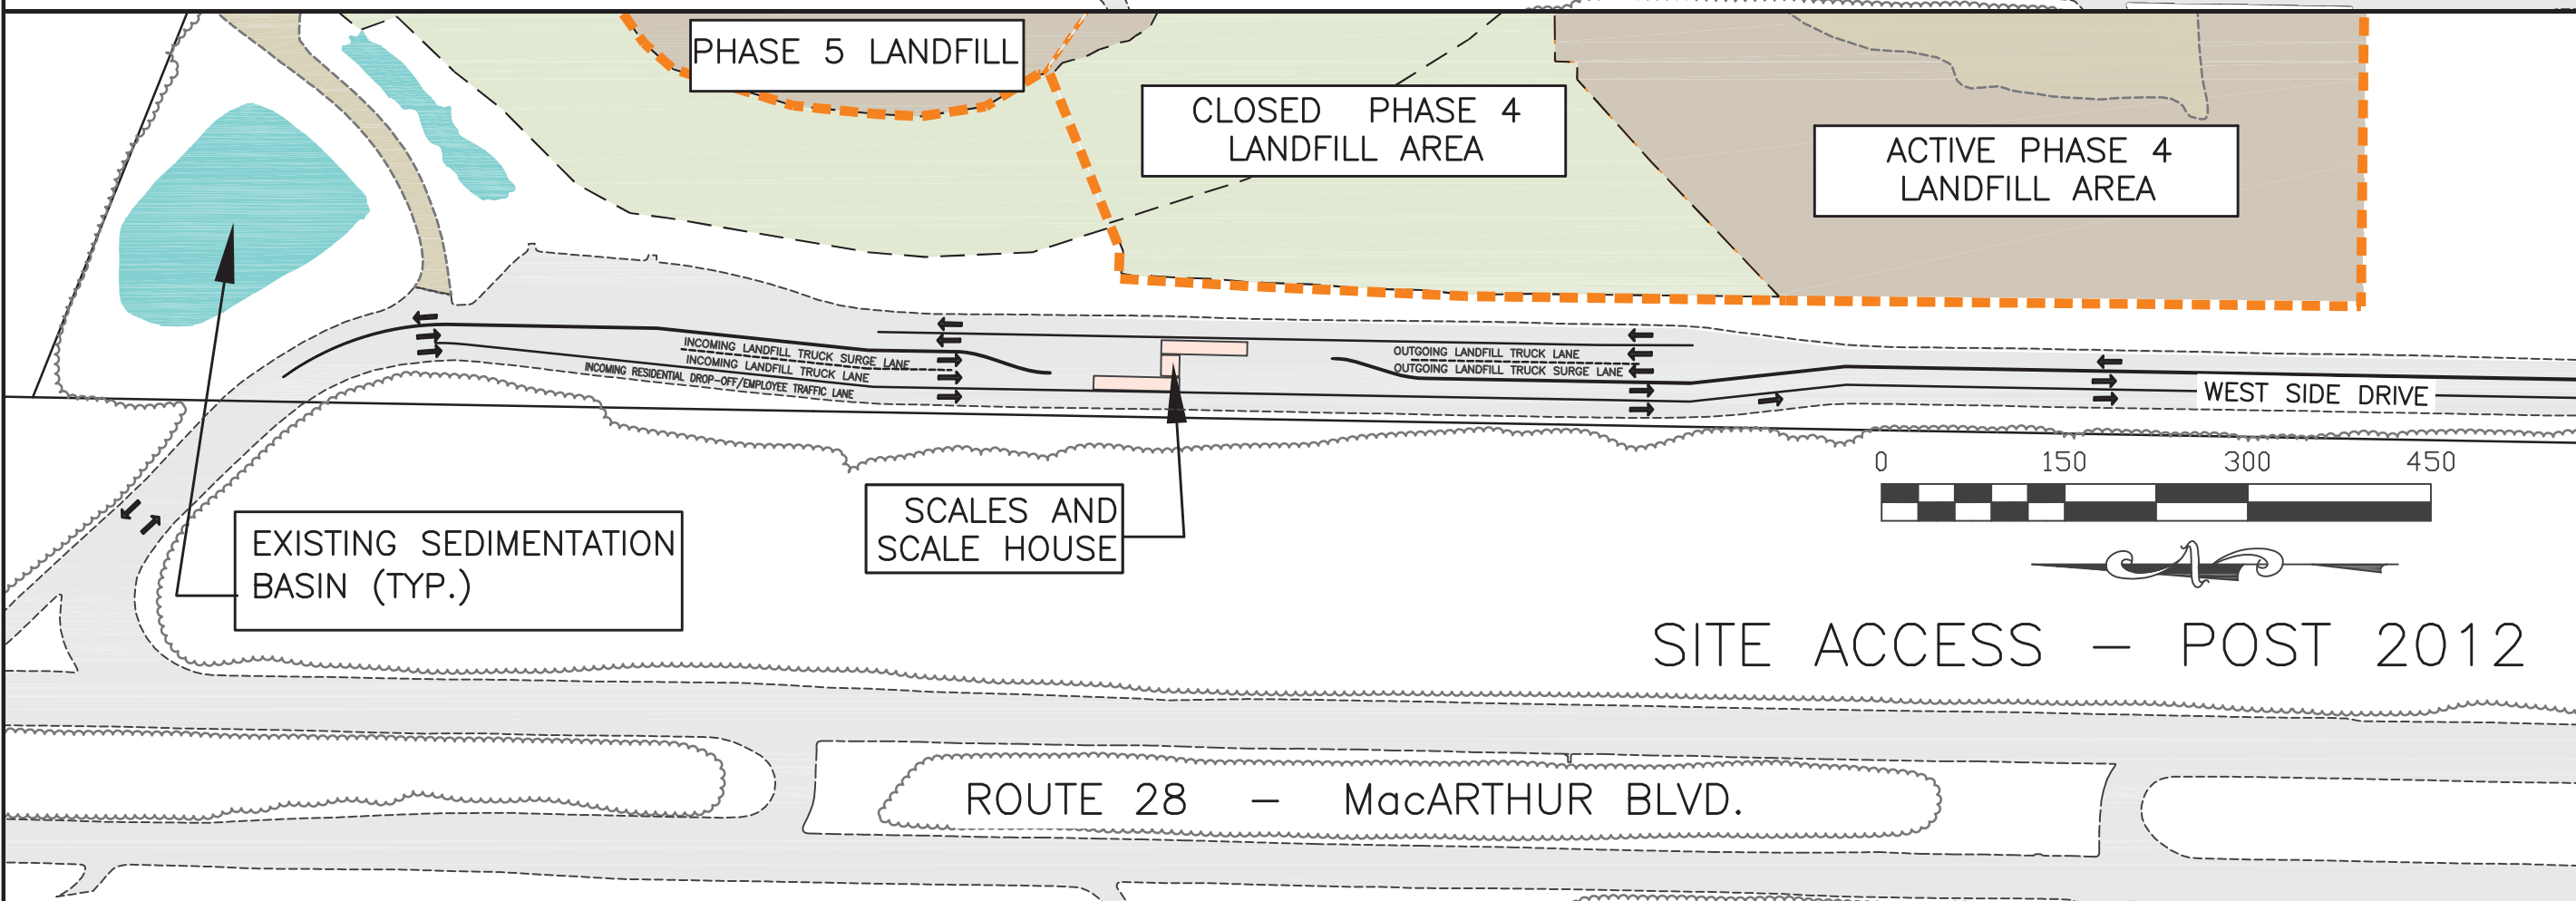 PHASE 5 LANDFILL
CLOSED PHASE 4
LANDFILL AREA
ACTIVE PHASE 4
LANDFILL AREA
INCOMING LANDFILL TRUCK SURGE LANE
INCOMING LANDFILL TRUCK LANE
INCOMING RESIDENTIAL DROP-OFF/EMPLOYEE TRAFFIC LANE
OUTGOING LANDFILL TRUCK LANE
OUTGOING LANDFILL TRUCK SURGE LANE
WEST SIDE DRIVE
0 150 300 450
SCALES AND
SCALE HOUSE
EXISTING SEDIMENTATION
BASIN (TYP.)
N
SITE ACCESS - POST 2012
ROUTE 28 - MacARTHUR BLVD.